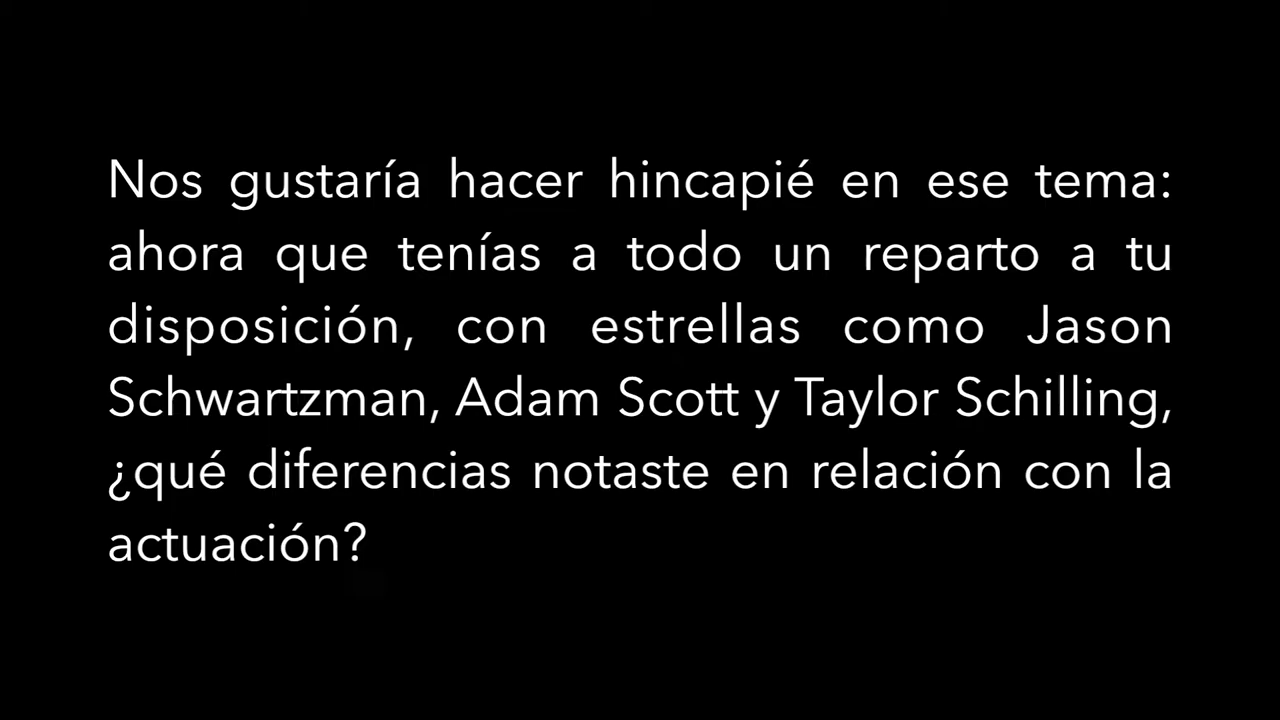 Nos gustaría hacer hincapié en ese tema:
ahora que tenías a todo un reparto a tu
disposición, con estrellas como Jason
Schwartzman, Adam Scott y Taylor Schilling,
¿qué diferencias notaste en relación con la
actuación?